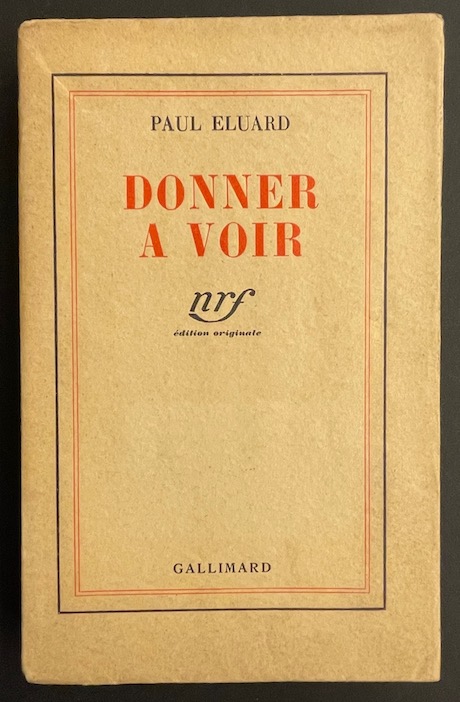 PAUL ELUARD
DONNER
A VOIR
nrf
édition originale
GALLIMARD